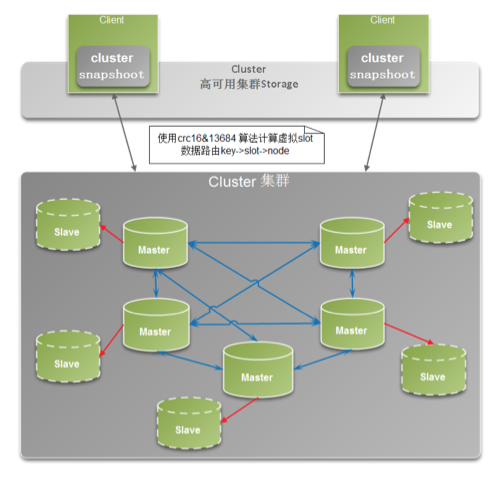 Client
Client
cluster
snapshoot
cluster
snapshoot
Cluster
高可用集群Storage
使用crc16&13684 算法计算虚拟slot
数据路由key->slot->node
Cluster 集群
Slave
Master
Master
Slave
Slave
Master
Master
Slave
Master
Slave